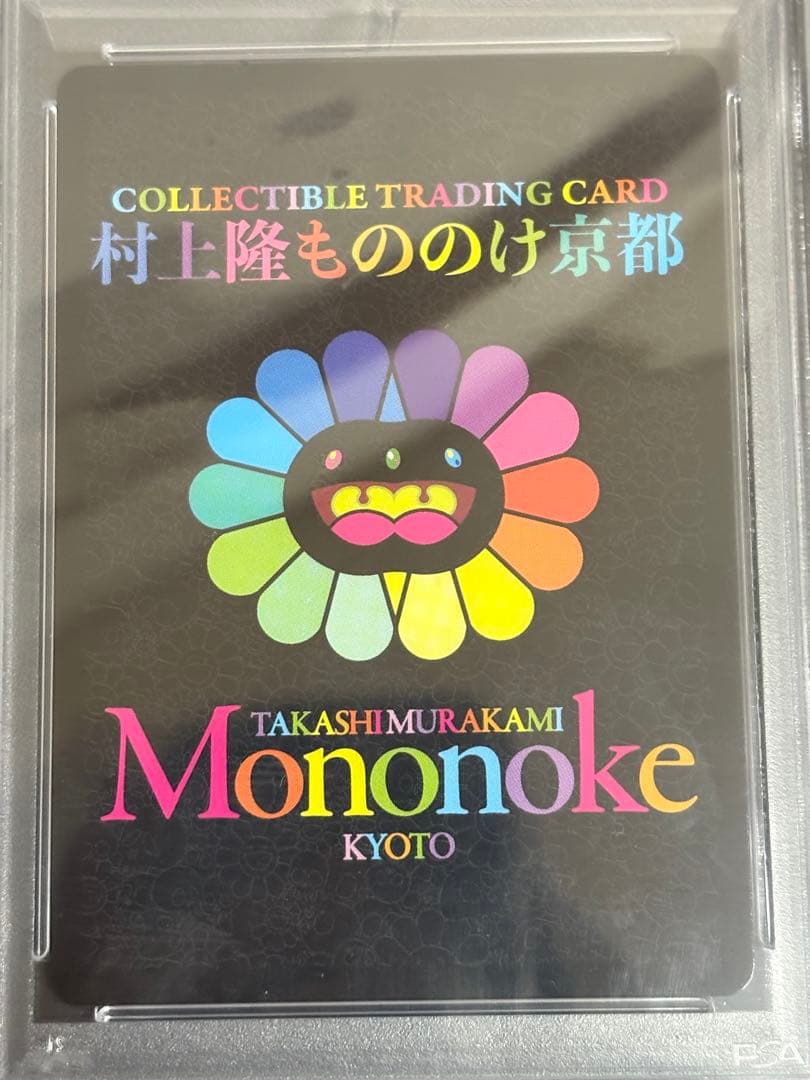 COLLECTIBLE TRADING CARD
村上隆もののけ京都
TAKASHI MURAKAMI
Mononoke
KYOTO
PSA